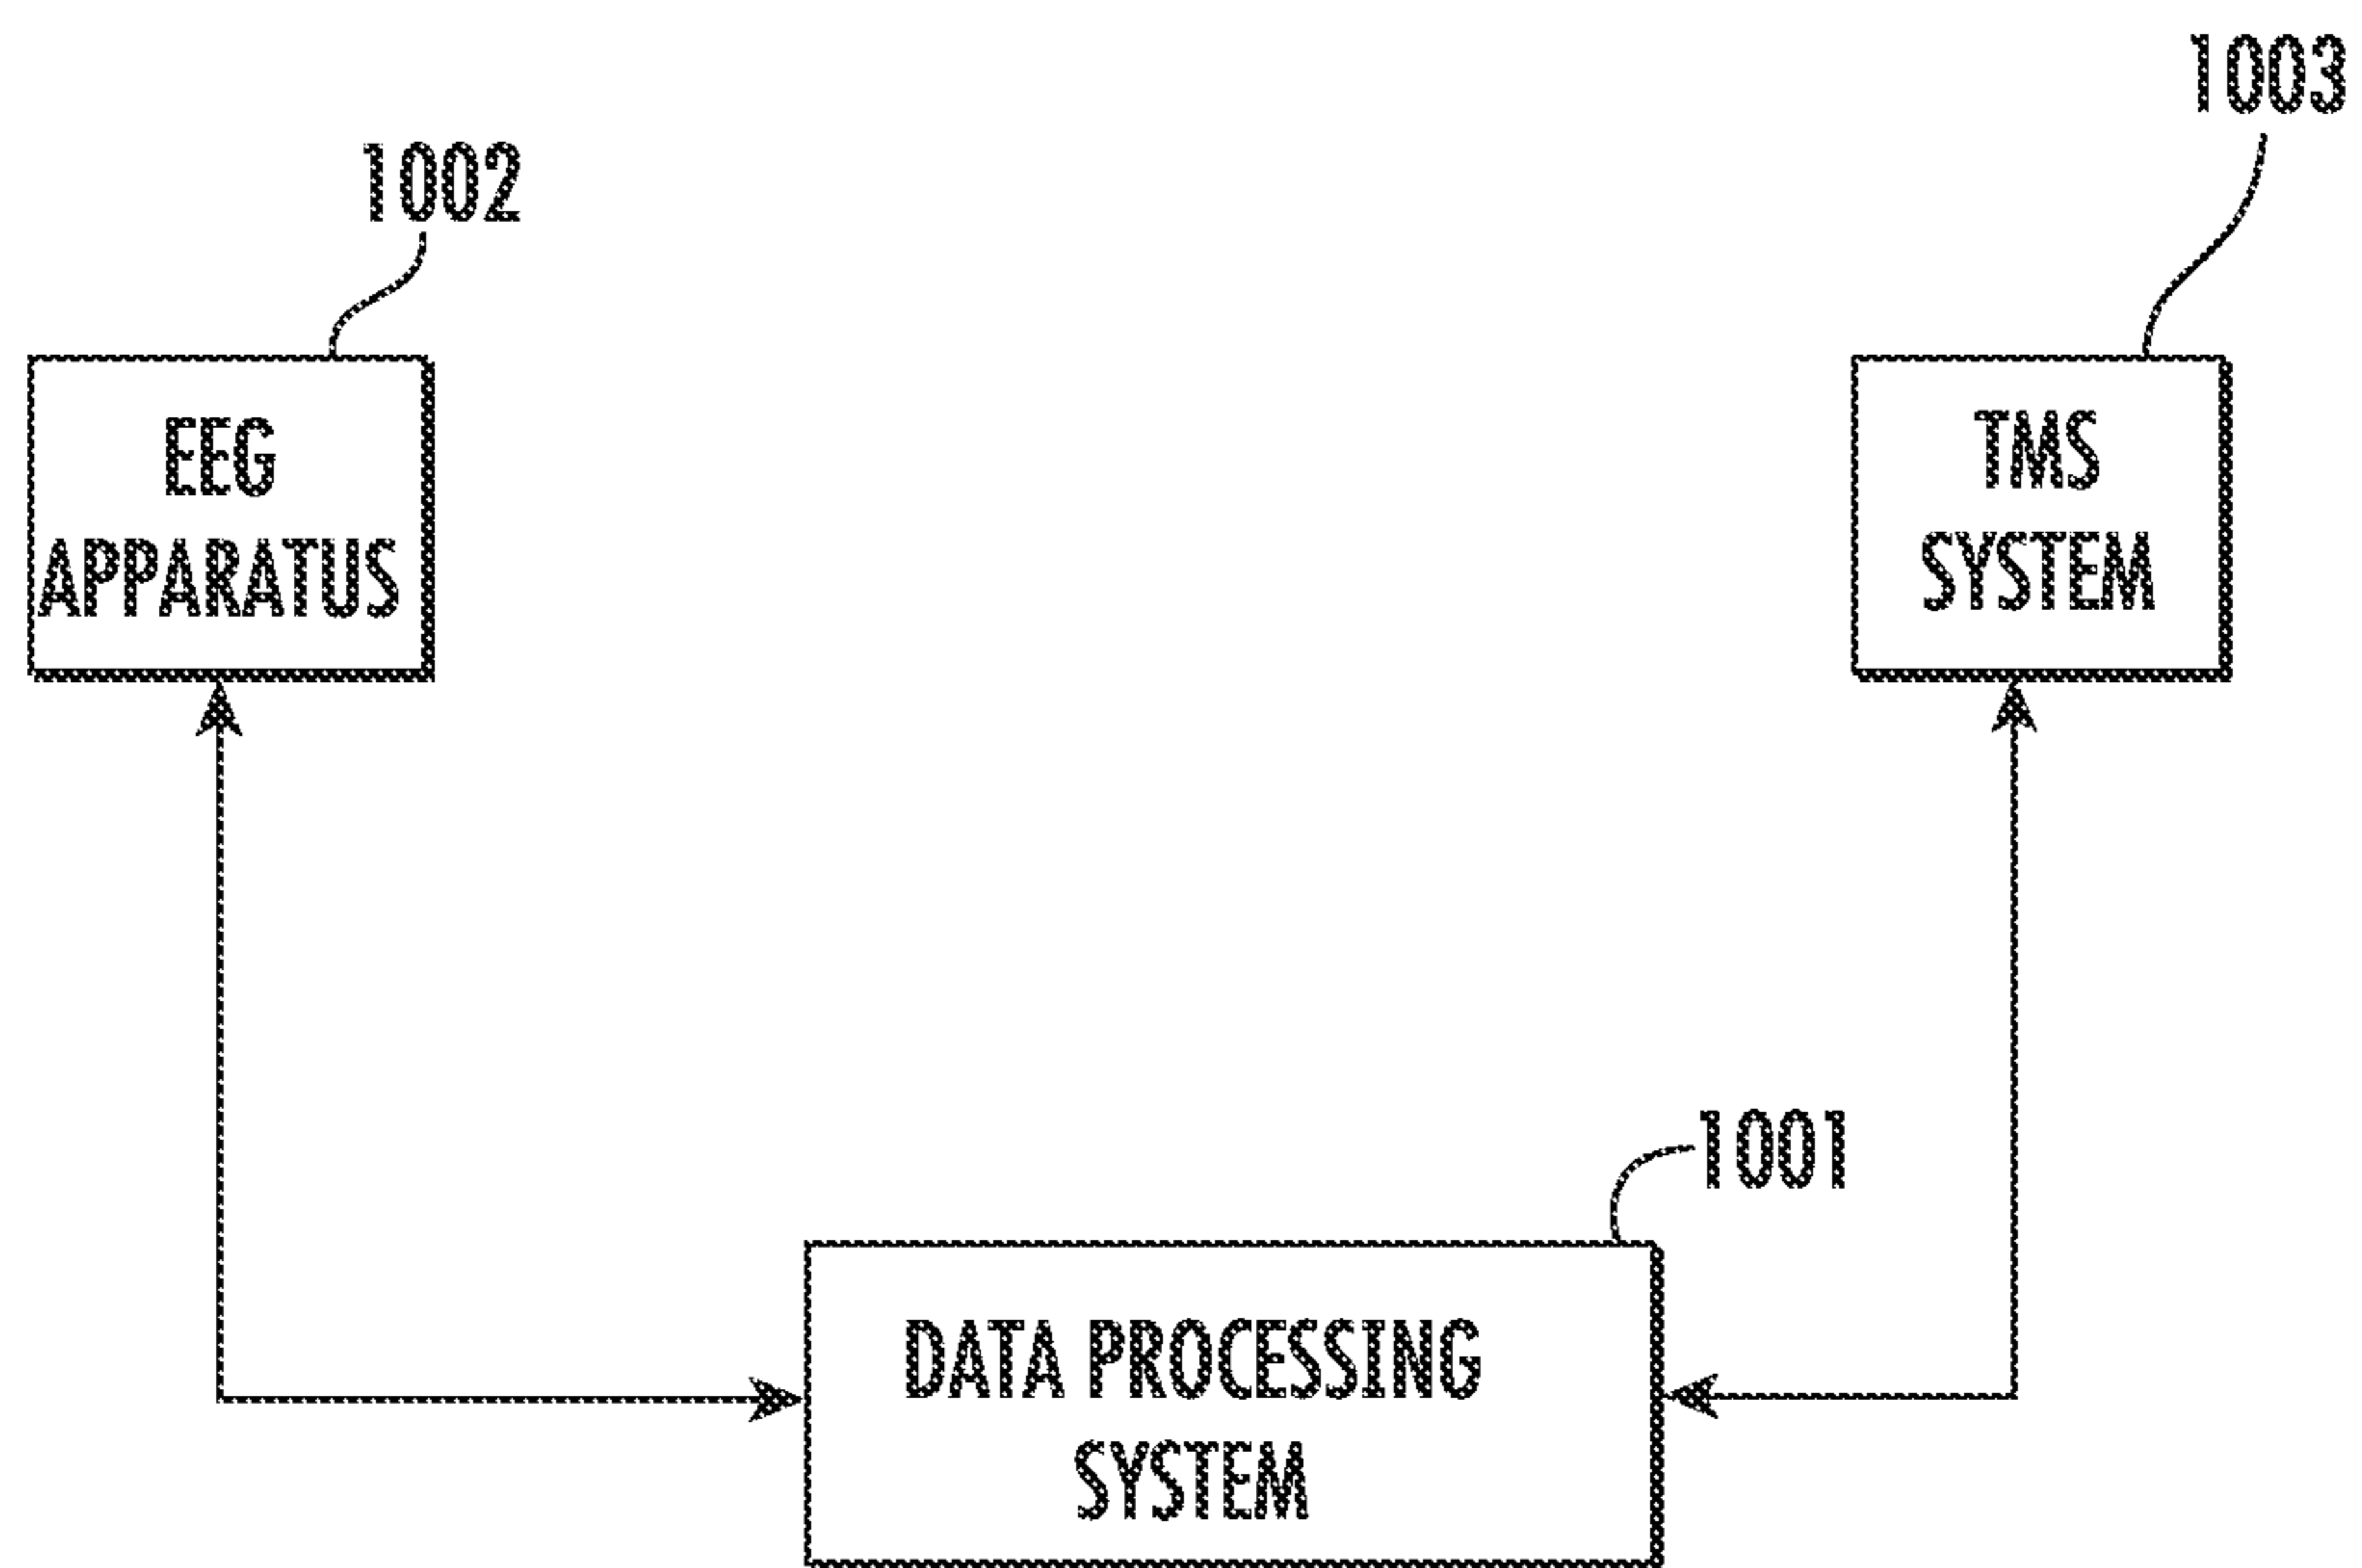 1003
1002
EEG
APPARATUS
TMS
SYSTEM
1001
DATA PROCESSING
SYSTEM